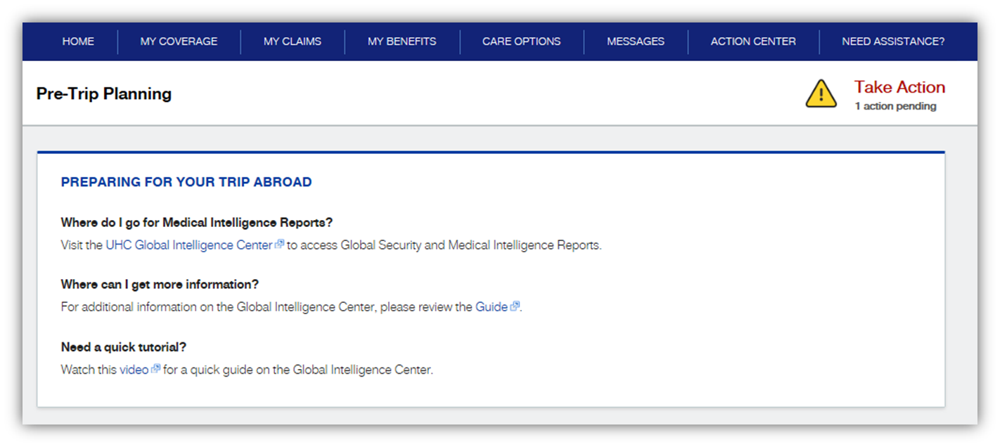 HOME MY COVERAGE MY CLAIMS MY BENEFITS CARE OPTIONS MESSAGES ACTION CENTER NEED ASSISTANCE?
Pre-Trip Planning
Take Action
1 action pending
PREPARING FOR YOUR TRIP ABROAD
Where do I go for Medical Intelligence Reports?
Visit the UHC Global Intelligence Center to access Global Security and Medical Intelligence Reports.
Where can I get more information?
For additional information on the Global Intelligence Center, please review the Guide.
Need a quick tutorial?
Watch this video for a quick guide on the Global Intelligence Center.